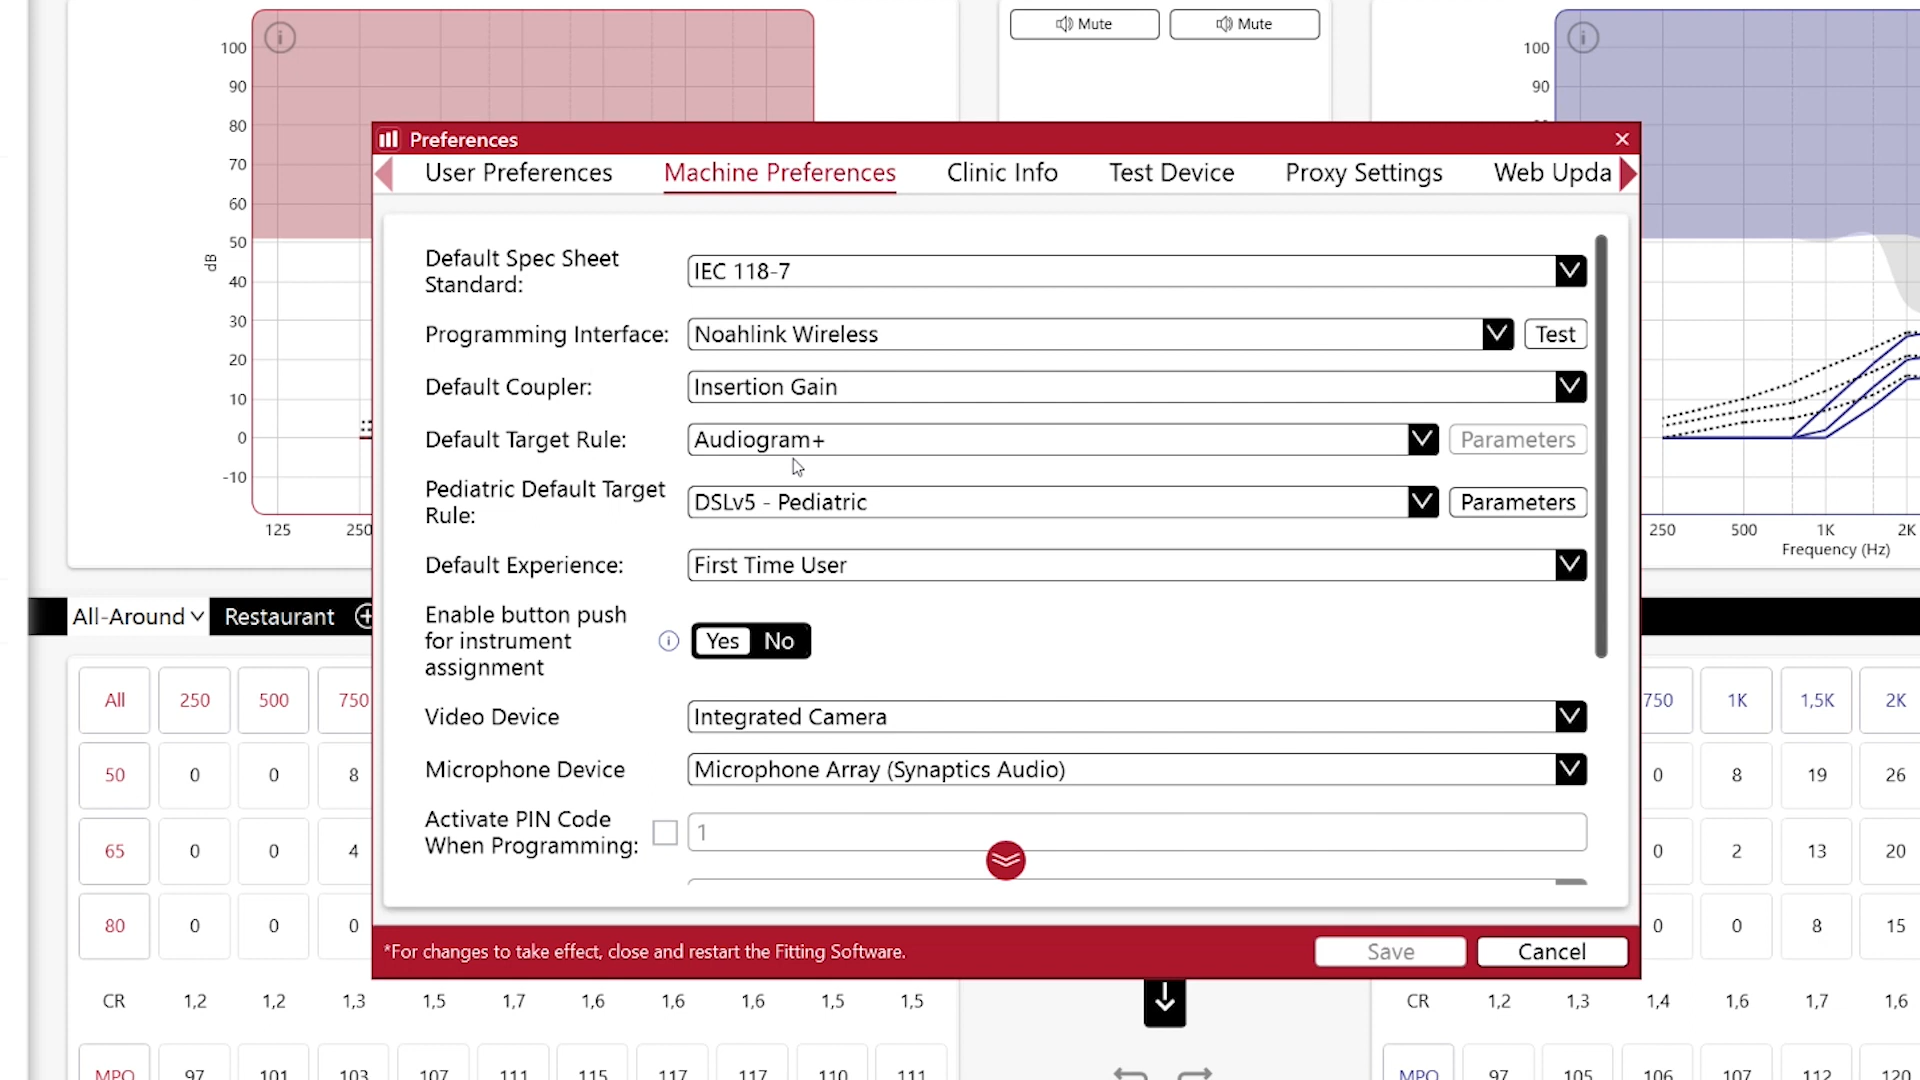 Mute Mute
100
90
80
70
60
50
40
30
20
10
0
-10
dB
125 250
100
90
Preferences
User Preferences Machine Preferences Clinic Info Test Device Proxy Settings Web Upda
Default Spec Sheet
Standard:
IEC 118-7
Programming Interface: Noahlink Wireless Test
Default Coupler: Insertion Gain
Default Target Rule: Audiogram+ Parameters
Pediatric Default Target
Rule:
DSLv5 - Pediatric Parameters
Default Experience: First Time User
Enable button push
for instrument
assignment
Yes No
Video Device Integrated Camera
Microphone Device Microphone Array (Synaptics Audio)
Activate PIN Code
When Programming:
1
*For changes to take effect, close and restart the Fitting Software.
Save Cancel
250 500 1K 2K
Frequency (Hz)
All-Around Restaurant
All 250 500 750
50 0 0 8
65 0 0 4
80 0 0 0
CR 1,2 1,2 1,3 1,5 1,7 1,6 1,6 1,6 1,5 1,5
MPO 97 101 103 107 111 115 117 117 110 111
750 1K 1,5K 2K
0 8 19 26
0 2 13 20
0 0 8 15
CR 1,2 1,3 1,4 1,6 1,7 1,6
MPO 97 105 106 107 112 120